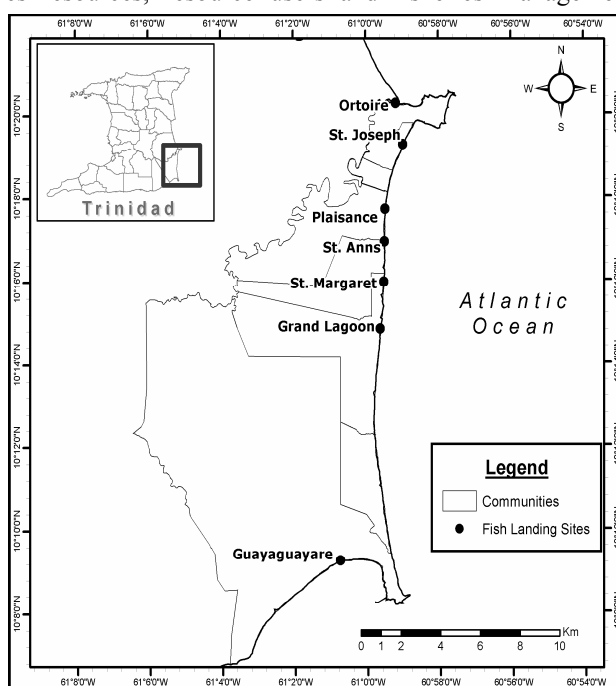 Resources, Resource users and Fisheries
61°8'0"W 61°6'0"W 61°4'0"W 61°2'0"W 61°0'0"W 60°58'0"W 60°56'0"W 60°54'0"W
N
W E
S
Trinidad
Ortoire
St. Joseph
Plaisance
St. Anns
St. Margaret
Grand Lagoon
Guayaguayare
Atlantic
Ocean
10°20'0"N
10°18'0"N
10°16'0"N
10°14'0"N
10°12'0"N
10°10'0"N
10°8'0"N
Legend
Communities
Fish Landing Sites
0 1 2 4 6 8 10 Km
61°8'0"W 61°6'0"W 61°4'0"W 61°2'0"W 61°0'0"W 60°58'0"W 60°56'0"W 60°54'0"W